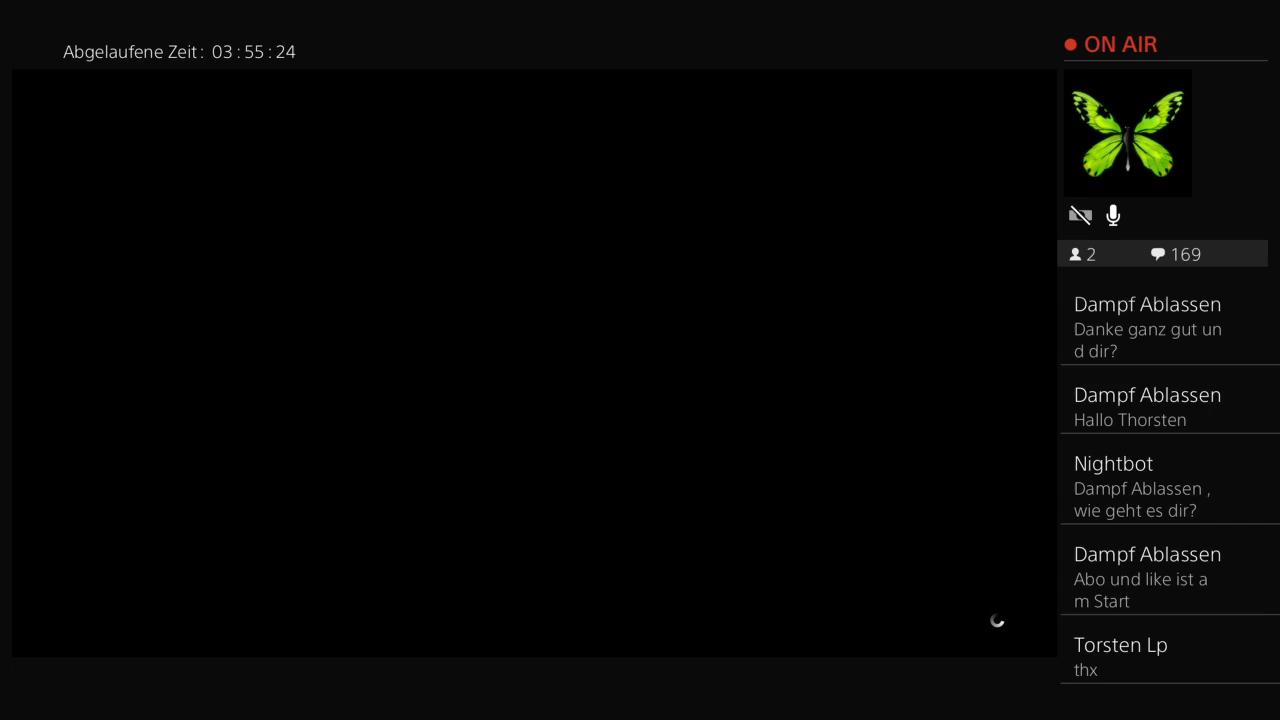 Abgelaufene Zeit: 03:55:24
ON AIR
2 169
Dampf Ablassen
Danke ganz gut un
d dir?
Dampf Ablassen
Hallo Thorsten
Nightbot
Dampf Ablassen ,
wie geht es dir?
Dampf Ablassen
Abo und like ist a
m Start
Torsten Lp
thx